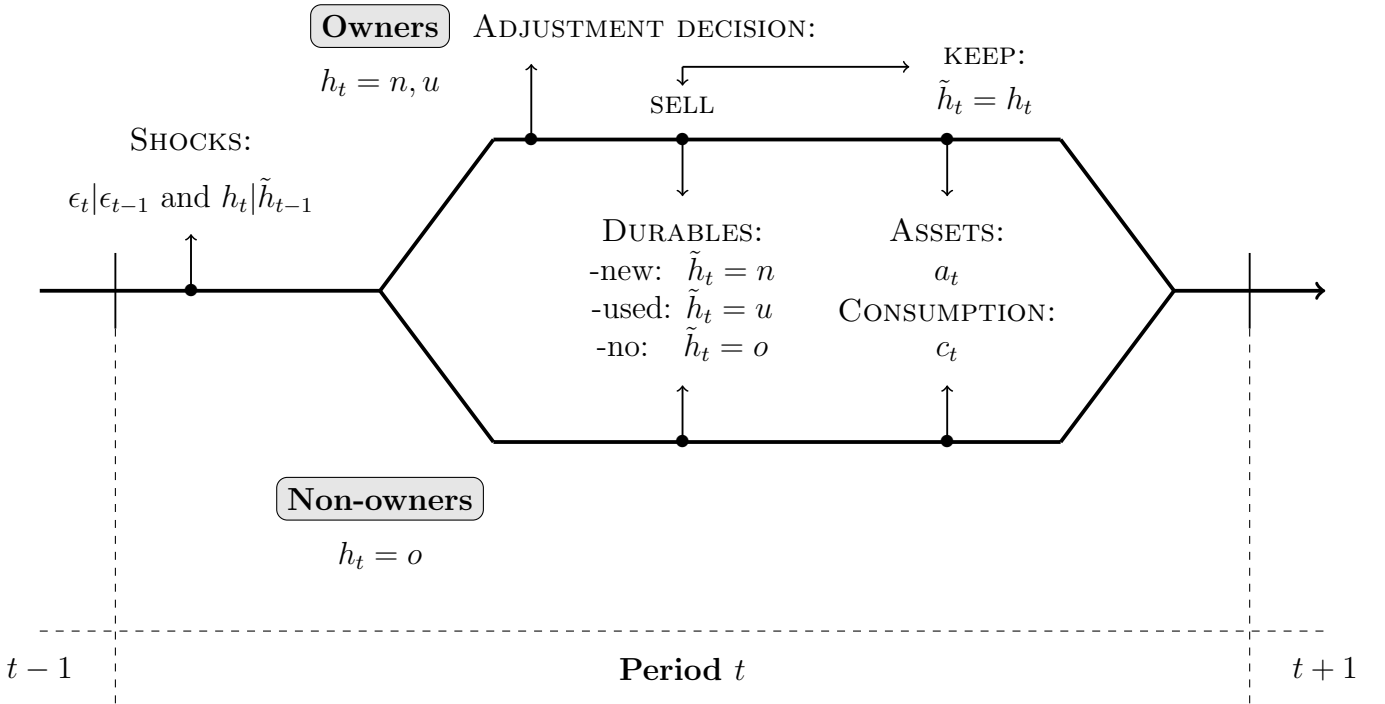 Owners ADJUSTMENT DECISION:
h_t = n, u
KEEP:
h̃_t = h_t
SELL
SHOCKS:
ϵ_t|ϵ_{t−1} and h_t|h̃_{t−1}
DURABLES:
-new: h̃_t = n
-used: h̃_t = u
-no: h̃_t = o
ASSETS:
a_t
CONSUMPTION:
c_t
Non-owners
h_t = o
t − 1 Period t t + 1